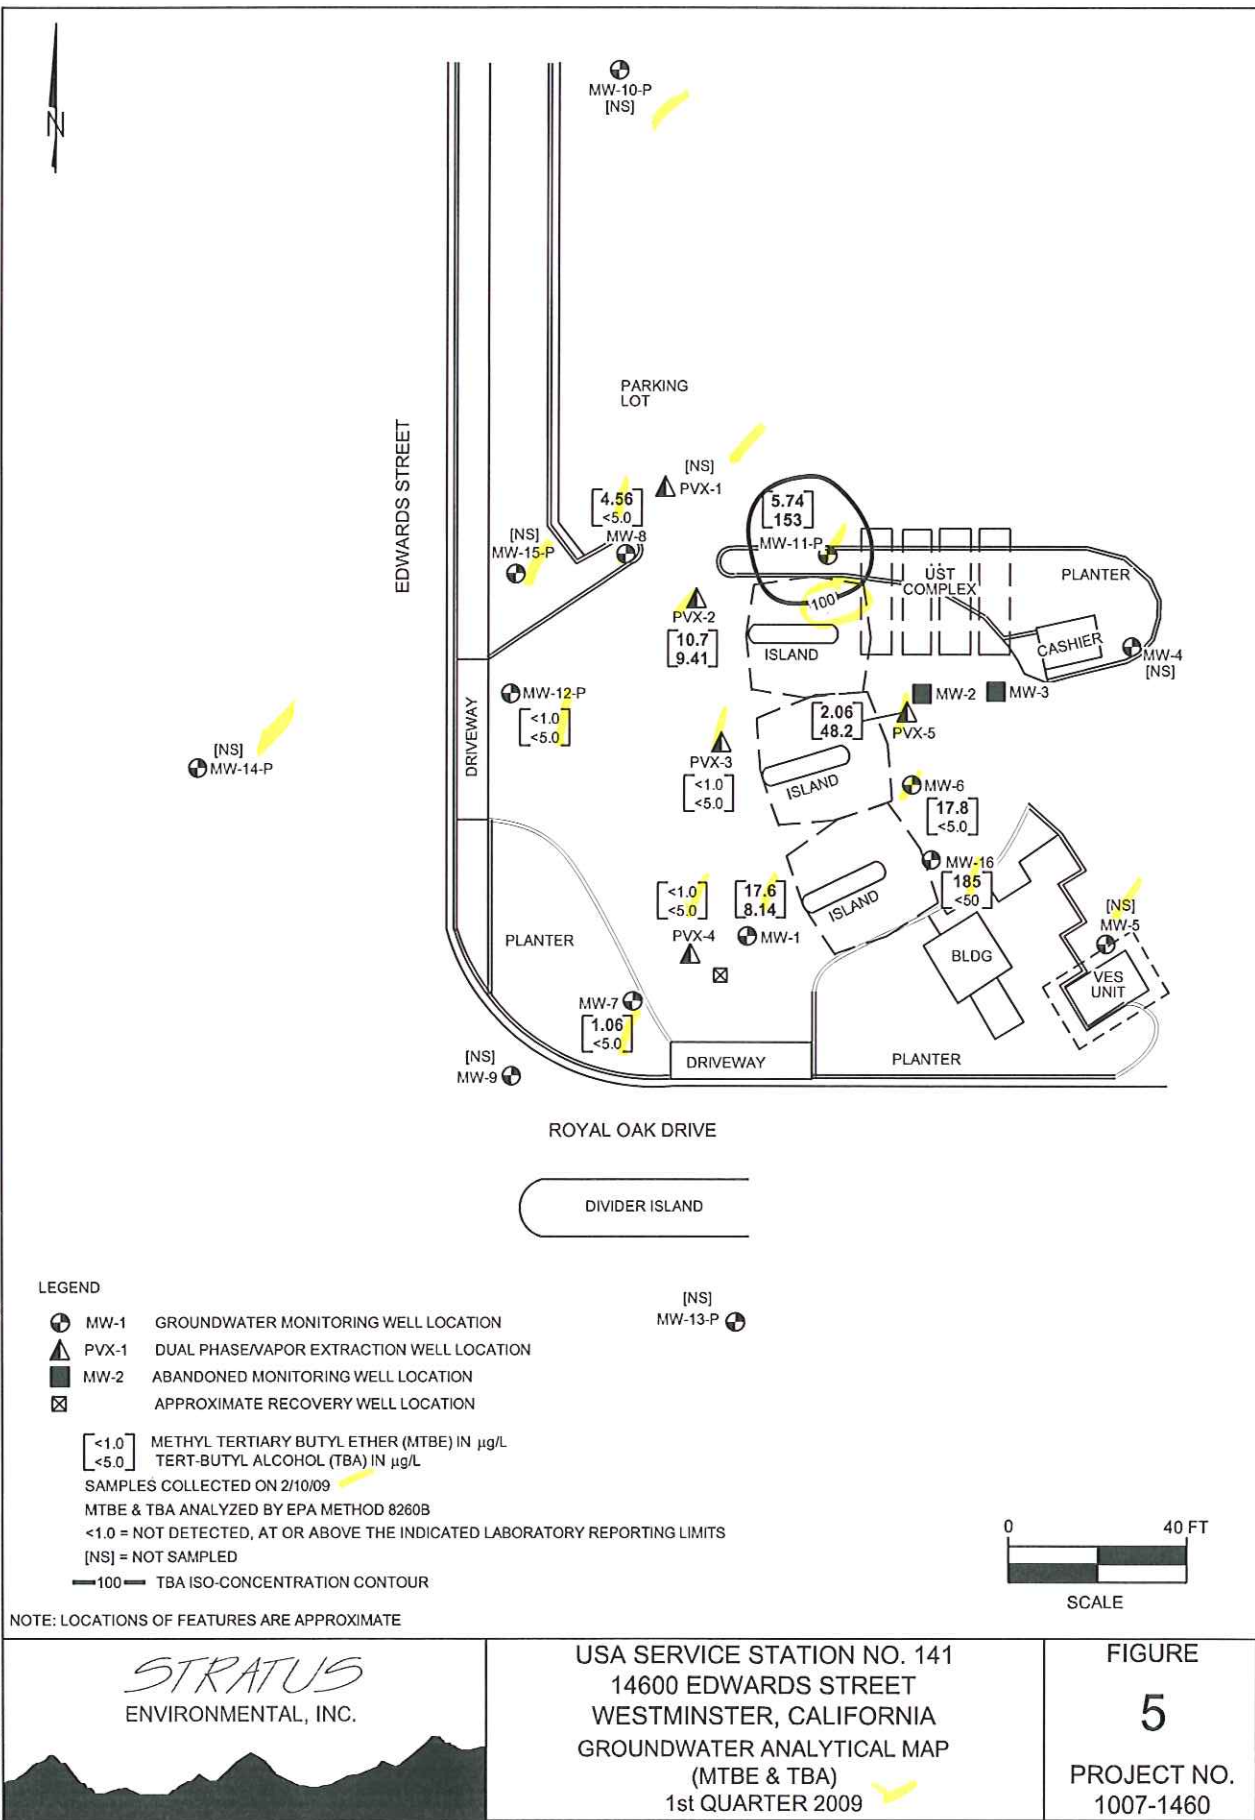 N
MW-10-P
[NS]
PARKING
LOT
EDWARDS STREET
[NS]
PVX-1
4.56
<5.0
MW-8
[NS]
MW-15-P
5.74
153
MW-11-P
UST
COMPLEX
PLANTER
100
PVX-2
10.7
9.41
ISLAND
CASHIER
MW-4
[NS]
MW-12-P
<1.0
<5.0
DRIVEWAY
MW-2
MW-3
2.06
48.2
PVX-5
[NS]
MW-14-P
PVX-3
<1.0
<5.0
ISLAND
MW-6
17.8
<5.0
MW-16
185
<50
<1.0
<5.0
PVX-4
17.6
8.14
MW-1
ISLAND
[NS]
MW-5
PLANTER
BLDG
VES
UNIT
MW-7
1.06
<5.0
[NS]
MW-9
DRIVEWAY
PLANTER
ROYAL OAK DRIVE
DIVIDER ISLAND
[NS]
MW-13-P
LEGEND
MW-1 GROUNDWATER MONITORING WELL LOCATION
PVX-1 DUAL PHASE/VAPOR EXTRACTION WELL LOCATION
MW-2 ABANDONED MONITORING WELL LOCATION
APPROXIMATE RECOVERY WELL LOCATION
<1.0 METHYL TERTIARY BUTYL ETHER (MTBE) IN µg/L
<5.0 TERT-BUTYL ALCOHOL (TBA) IN µg/L
SAMPLES COLLECTED ON 2/10/09
MTBE & TBA ANALYZED BY EPA METHOD 8260B
<1.0 = NOT DETECTED, AT OR ABOVE THE INDICATED LABORATORY REPORTING LIMITS
[NS] = NOT SAMPLED
100 TBA ISO-CONCENTRATION CONTOUR
NOTE: LOCATIONS OF FEATURES ARE APPROXIMATE
0 40 FT
SCALE
STRATUS
ENVIRONMENTAL, INC.
USA SERVICE STATION NO. 141
14600 EDWARDS STREET
WESTMINSTER, CALIFORNIA
GROUNDWATER ANALYTICAL MAP
(MTBE & TBA)
1st QUARTER 2009
FIGURE
5
PROJECT NO.
1007-1460